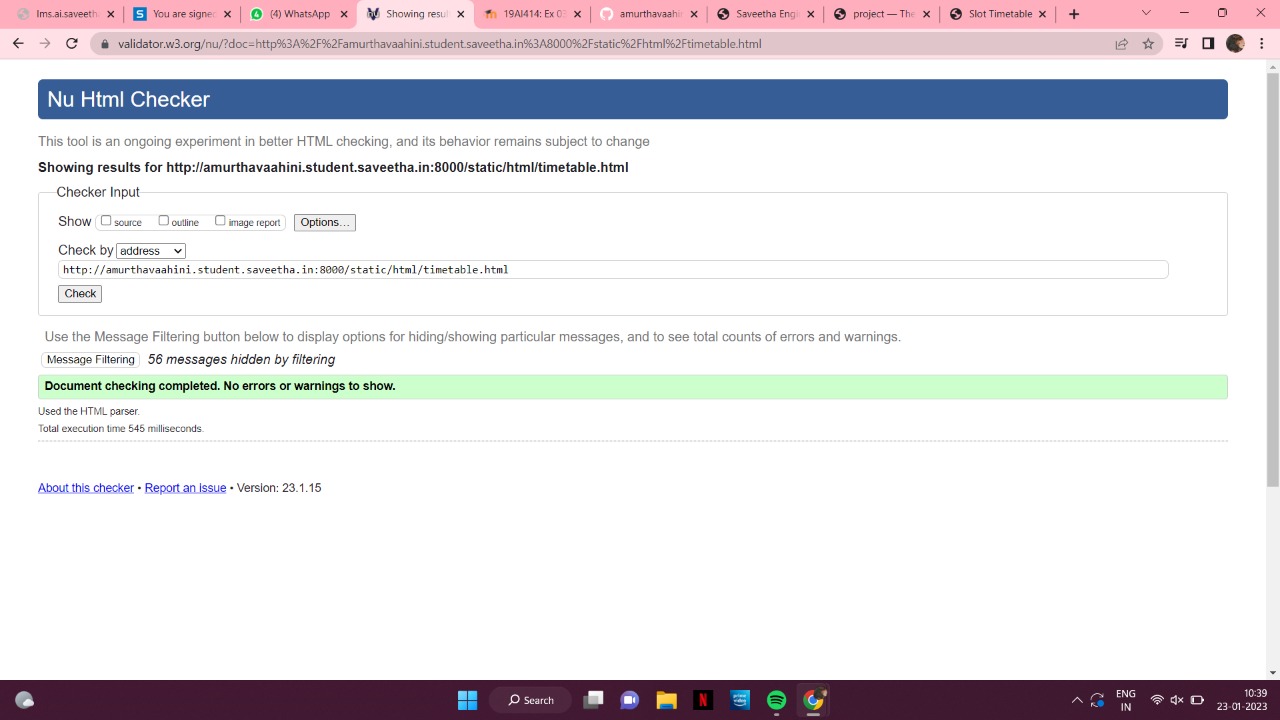 lms.ai.saveetha
You are signed
(4) WhatsApp
Showing resul
19AI414: Ex 03
amurthavaahin
Saveetha Engi
project — The
Slot Timetable
validator.w3.org/nu/?doc=http%3A%2F%2Famurthavaahini.student.saveetha.in%3A8000%2Fstatic%2Fhtml%2Ftimetable.html
Nu Html Checker
This tool is an ongoing experiment in better HTML checking, and its behavior remains subject to change
Showing results for http://amurthavaahini.student.saveetha.in:8000/static/html/timetable.html
Checker Input
Show source outline image report Options...
Check by address
http://amurthavaahini.student.saveetha.in:8000/static/html/timetable.html
Check
Use the Message Filtering button below to display options for hiding/showing particular messages, and to see total counts of errors and warnings.
Message Filtering 56 messages hidden by filtering
Document checking completed. No errors or warnings to show.
Used the HTML parser.
Total execution time 545 milliseconds.
About this checker • Report an issue • Version: 23.1.15
Search
ENG
IN
10:39
23-01-2023